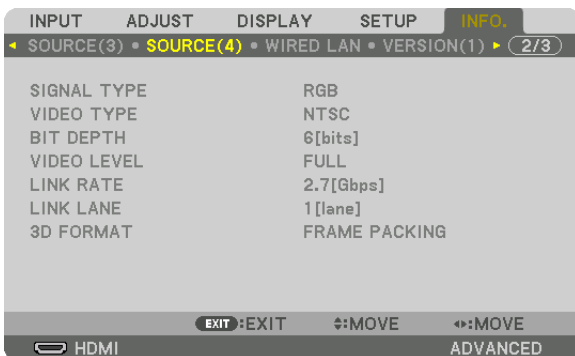 INPUT ADJUST DISPLAY SETUP INFO.
◂ SOURCE(3) • SOURCE(4) • WIRED LAN • VERSION(1) ▸ 2/3
SIGNAL TYPE RGB
VIDEO TYPE NTSC
BIT DEPTH 6[bits]
VIDEO LEVEL FULL
LINK RATE 2.7[Gbps]
LINK LANE 1[lane]
3D FORMAT FRAME PACKING
EXIT :EXIT ♦:MOVE ◂▸:MOVE
HDMI ADVANCED